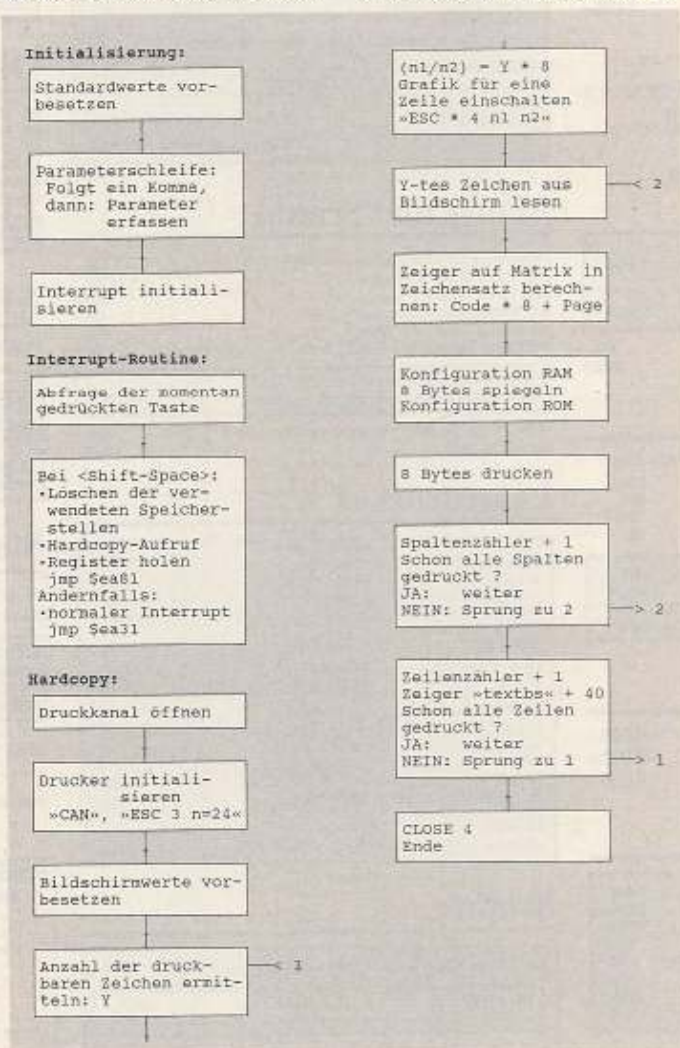 Initialisierung:
Standardwerte vor-
besetzen
Parameterschleife:
Folgt ein Komma,
dann: Parameter
erfassen
Interrupt initiali-
sieren
Interrupt-Routine:
Abfrage der momentan
gedrückten Taste
Bei <Shift-Space>:
·Löschen der ver-
wendeten Speicher-
stellen
·Hardcopy-Aufruf
·Register holen
jmp $ea81
Andernfalls:
·normaler Interrupt
jmp $ea31
Hardcopy:
Druckkanal öffnen
Drucker initiali-
sieren
»CAN«, »ESC 3 n=24«
Bildschirmwerte vor-
besetzen
Anzahl der druck-
baren Zeichen ermit-
teln: Y
< 1
(n1/n2) = Y * 8
Grafik für eine
Zeile einschalten
»ESC * 4 n1 n2«
Y-tes Zeichen aus
Bildschirm lesen
< 2
Zeiger auf Matrix in
Zeichensatz berech-
nen: Code * 8 + Page
Konfiguration RAM
8 Bytes spiegeln
Konfiguration ROM
8 Bytes drucken
Spaltenzähler + 1
Schon alle Spalten
gedruckt ?
JA: weiter
NEIN: Sprung zu 2
> 2
Zeilenzähler + 1
Zeiger »textbs« + 40
Schon alle Zeilen
gedruckt ?
JA: weiter
NEIN: Sprung zu 1
> 1
CLOSE 4
Ende